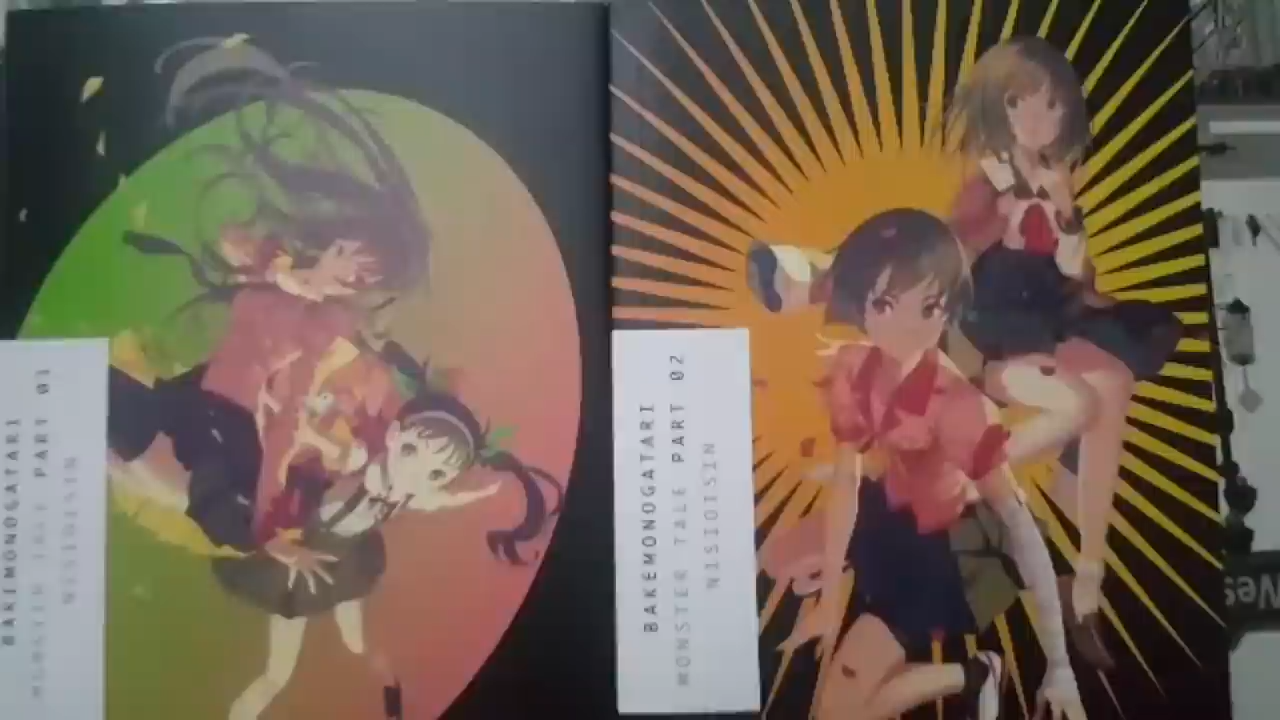 BAKEMONOGATARI
MONSTER TALE PART 01
NISIOISIN
BAKEMONOGATARI
MONSTER TALE PART 02
NISIOISIN